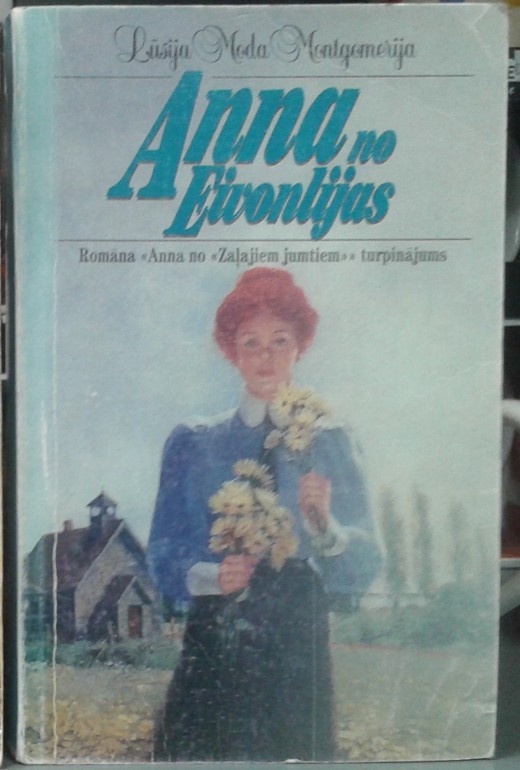 Lūsija Moda Montgomerija
Anna no
Eivonlijas
Romāna «Anna no «Zaļajiem jumtiem»» turpinājums